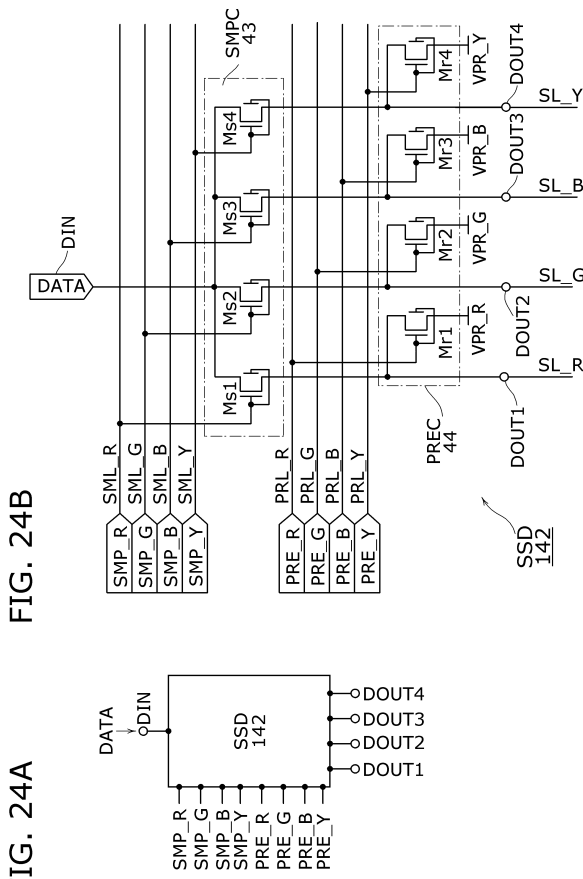 IG. 24A
DATA
DIN
SSD
142
SMP_R
SMP_G
SMP_B
SMP_Y
PRE_R
PRE_G
PRE_B
PRE_Y
DOUT1
DOUT2
DOUT3
DOUT4
FIG. 24B
DATA
DIN
SMP_R
SMP_G
SMP_B
SMP_Y
SML_R
SML_G
SML_B
SML_Y
SMPC
43
Ms1
Ms2
Ms3
Ms4
PRE_R
PRE_G
PRE_B
PRE_Y
PRL_R
PRL_G
PRL_B
PRL_Y
PREC
44
Mr1
Mr2
Mr3
Mr4
VPR_R
VPR_G
VPR_B
VPR_Y
DOUT1
DOUT2
DOUT3
DOUT4
SL_R
SL_G
SL_B
SL_Y
SSD
142